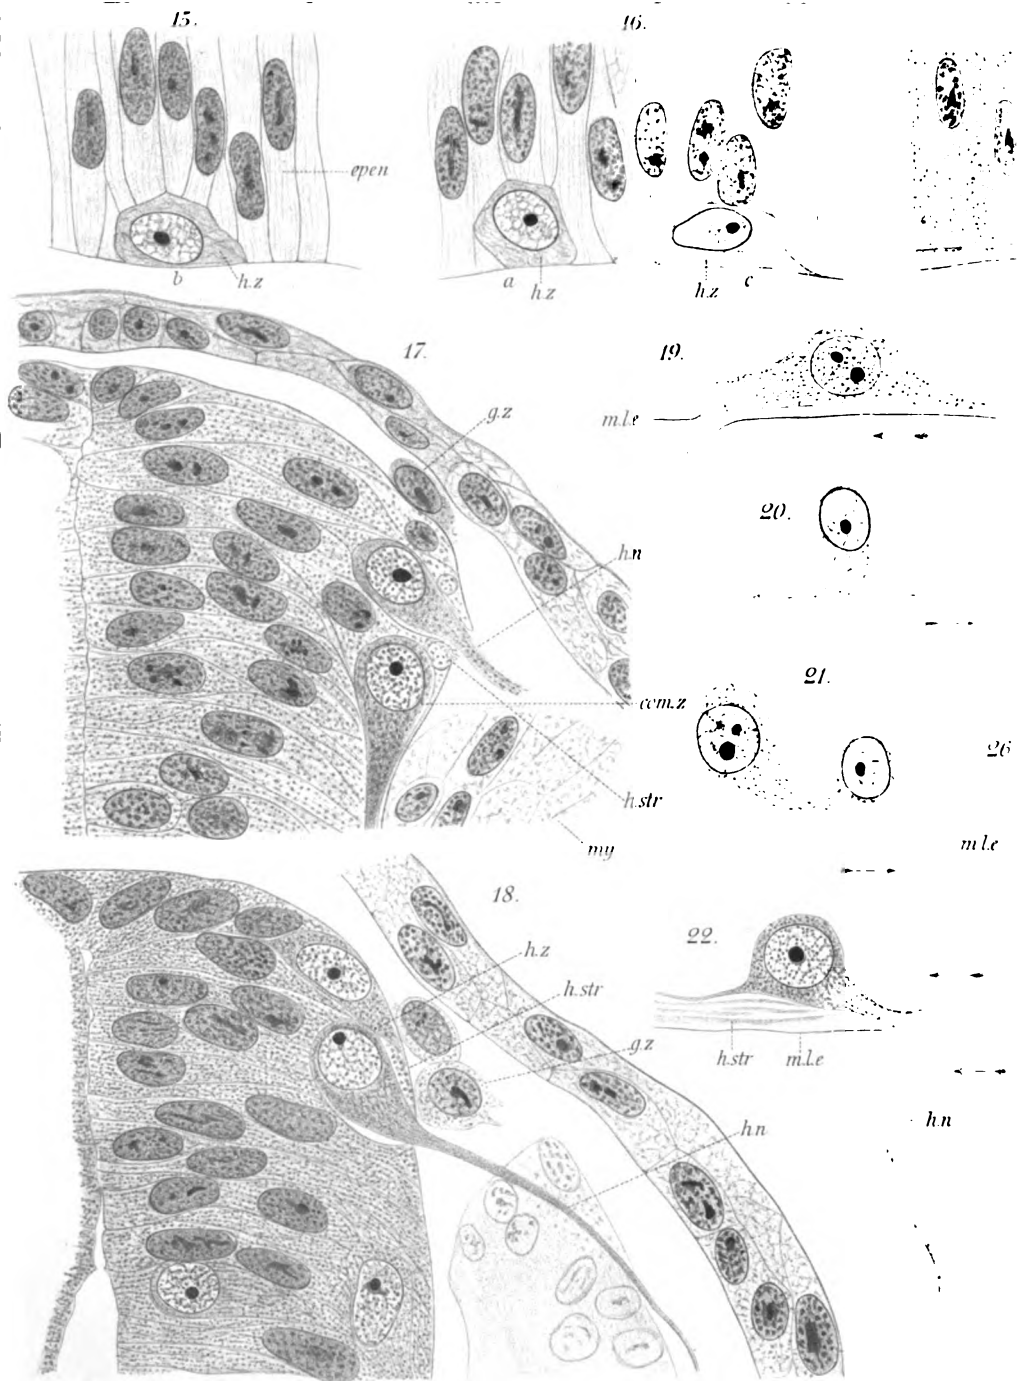 15.
16.
epen
h.z
b
a
h.z
h.z
c
17.
g.z
19.
m.l.e
20.
h.n
21.
com.z
26
h.str
my
m.l.e
18.
h.z
22.
h.str
g.z
h.str
m.l.e
h.n
h.n